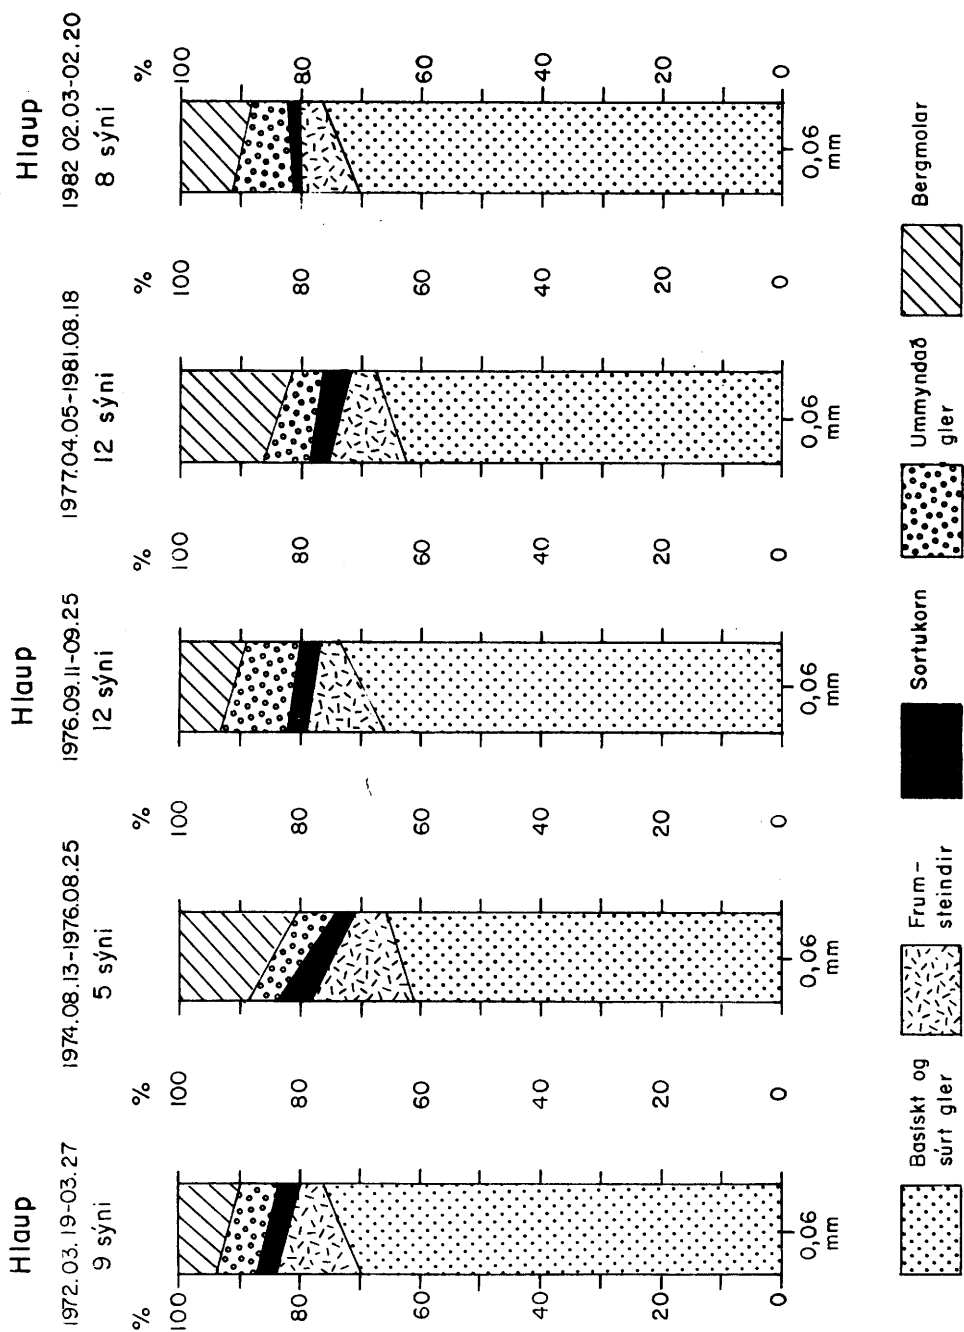 Hlaup
1972.03.19-03.27
9 sýni
%
100
80
60
40
20
0
0,06
mm
1974.08.13-1976.08.25
5 sýni
%
100
80
60
40
20
0
0,06
mm
Hlaup
1976.09.11-09.25
12 sýni
%
100
80
60
40
20
0
0,06
mm
1977.04.05-1981.08.18
12 sýni
%
100
80
60
40
20
0
0,06
mm
Hlaup
1982 02.03-02.20
8 sýni
%
100
80
60
40
20
0
0,06
mm
Basískt og
súrt gler
Frum-
steindir
Sortukorn
Ummyndað
gler
Bergmolar